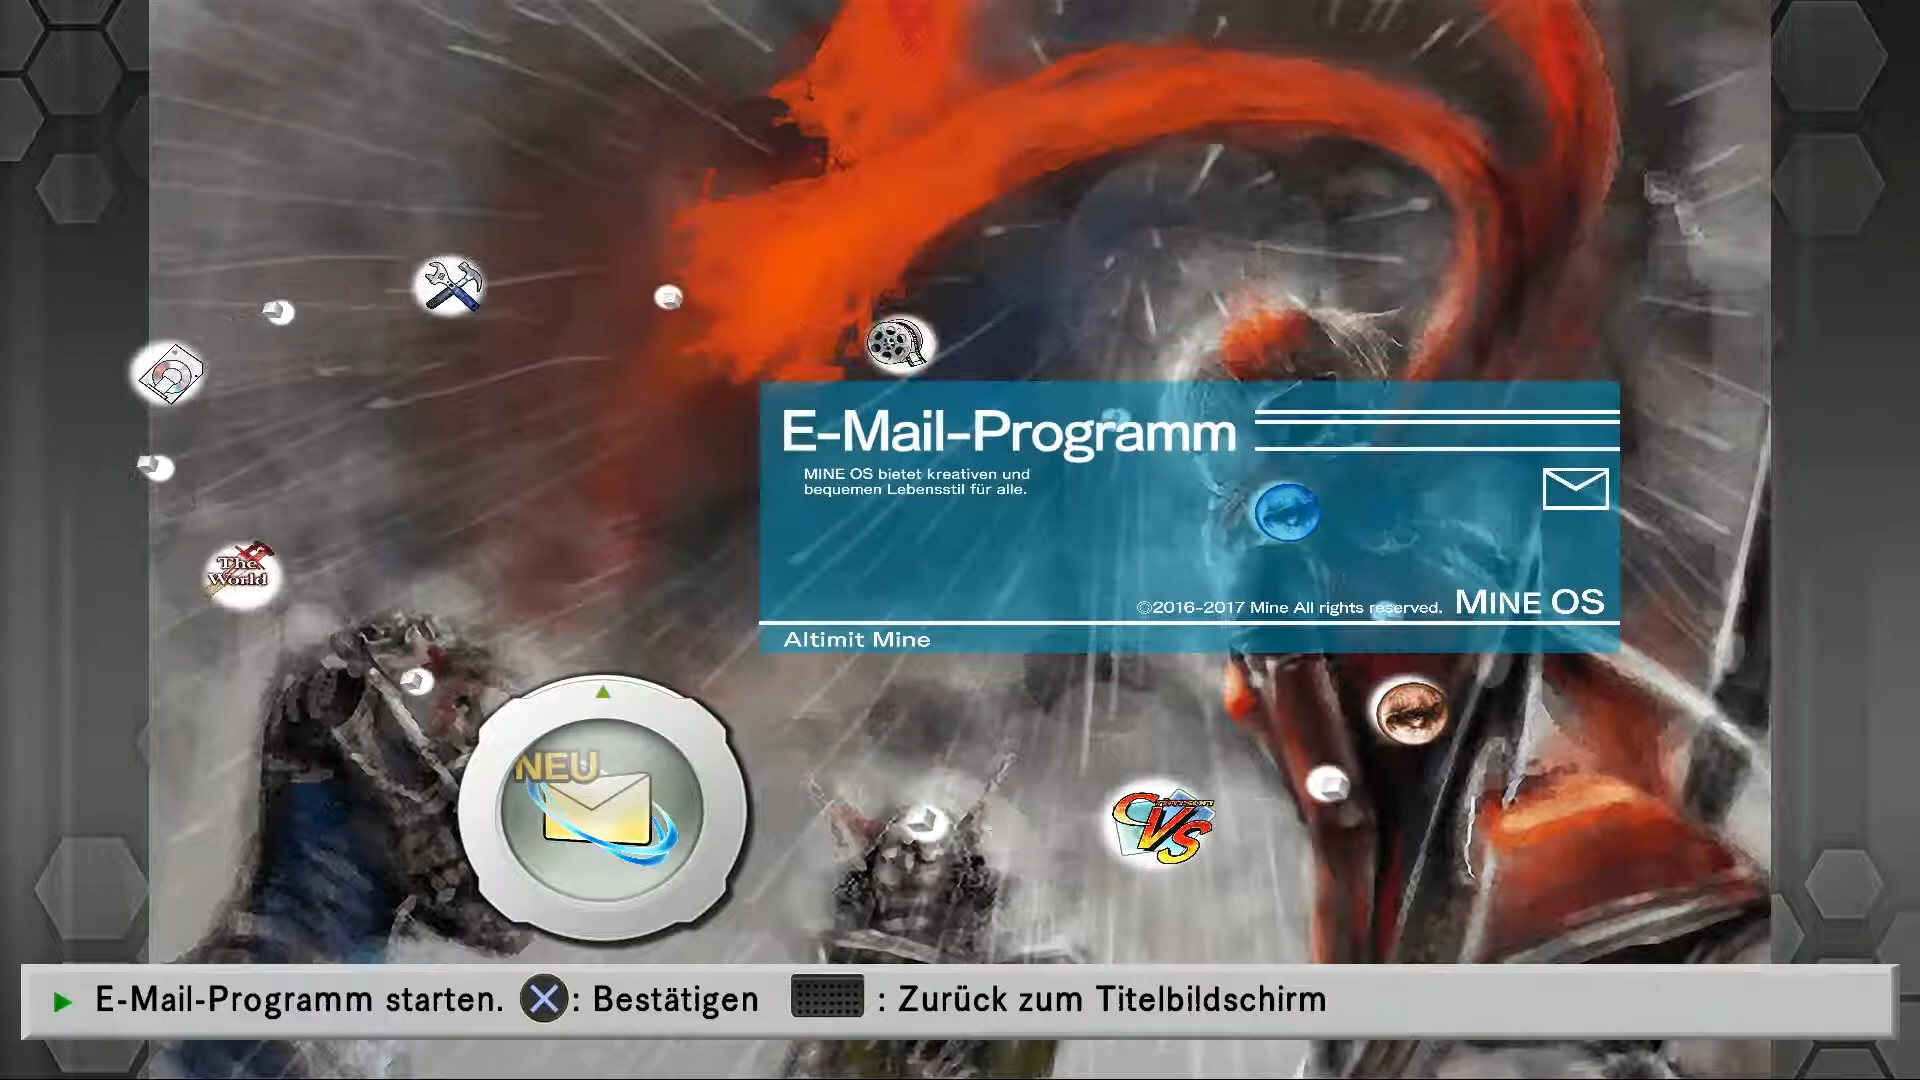 E-Mail-Programm
MINE OS bietet kreativen und
bequemen Lebensstil für alle.
The
World
©2016-2017 Mine All rights reserved. MINE OS
Altimit Mine
NEU
CVS
E-Mail-Programm starten. : Bestätigen : Zurück zum Titelbildschirm